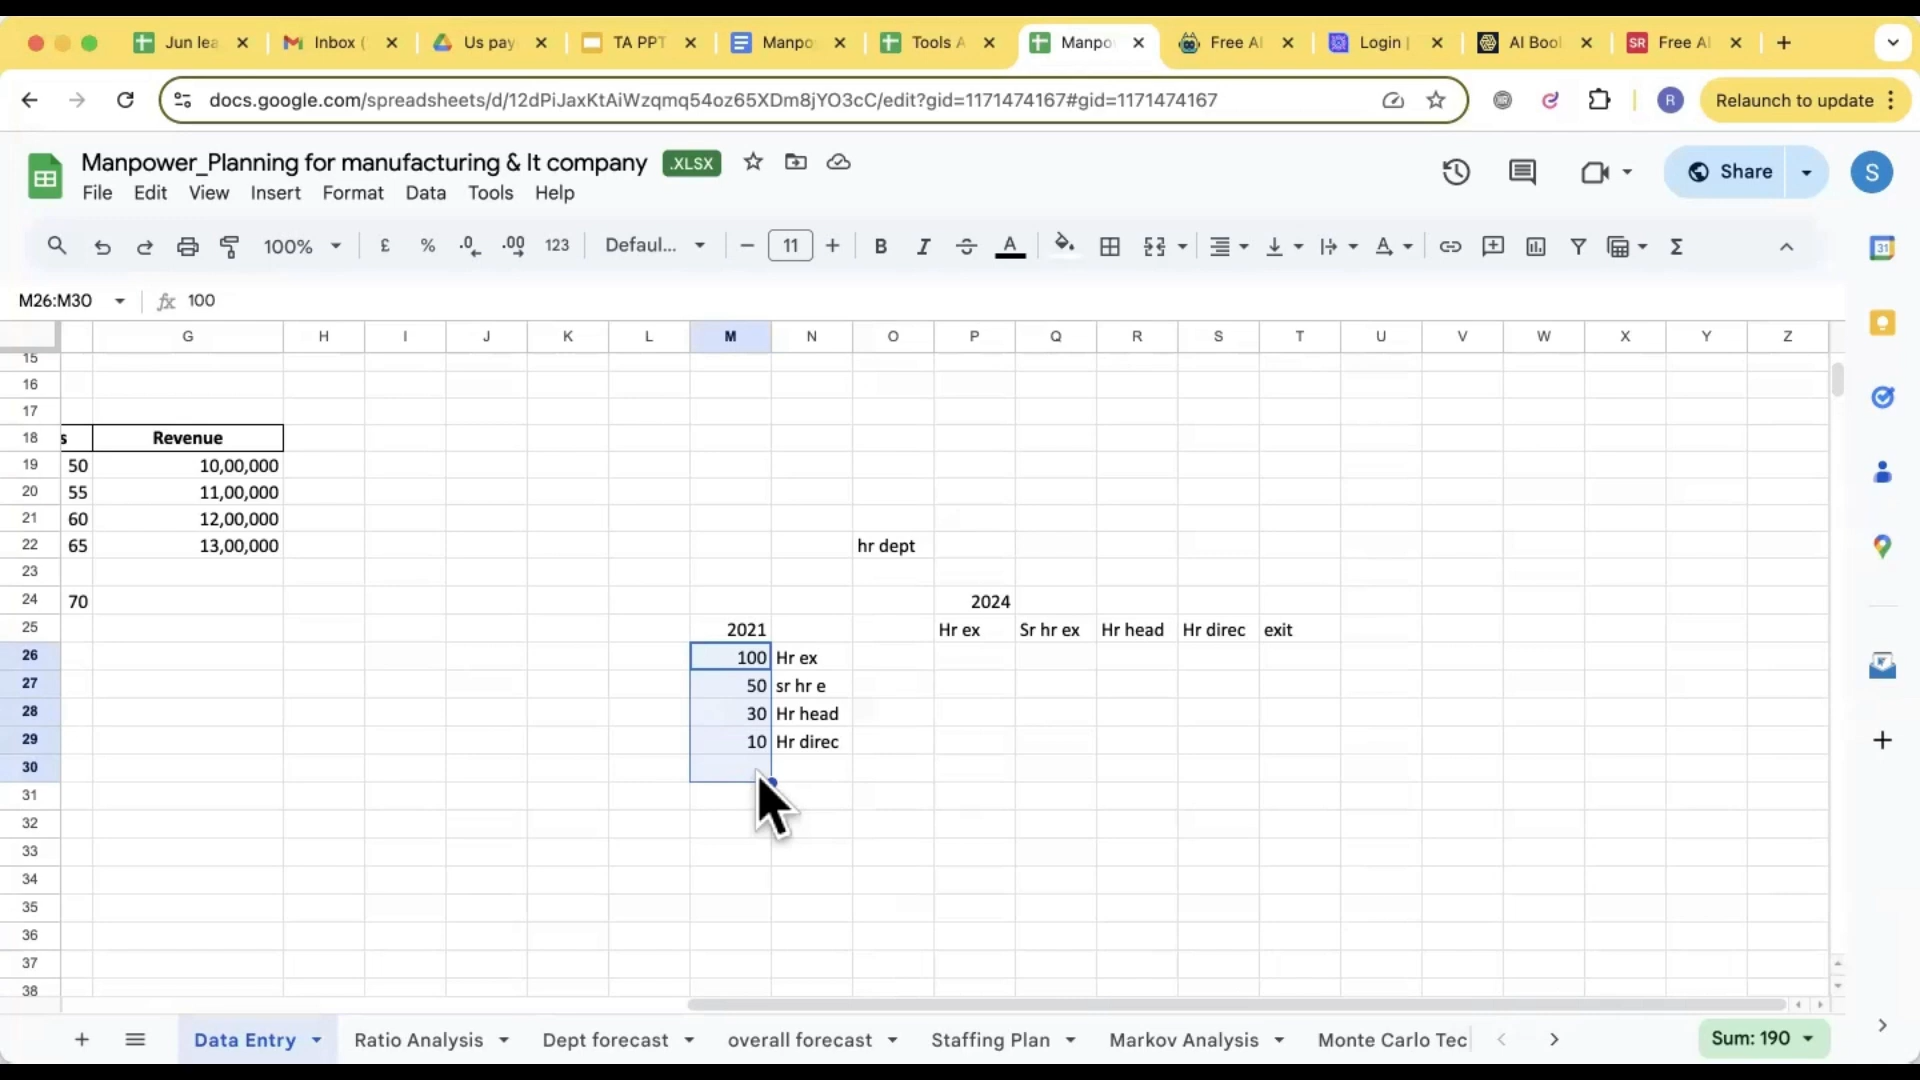 Jun lea
Inbox (
Us pay
TA PPT
Manpo
Tools A
Manpo
Free AI
Login |
AI Bool
SR
Free AI
docs.google.com/spreadsheets/d/12dPiJaxKtAiWzqmq54oz65XDm8jYO3cC/edit?gid=1171474167#gid=1171474167
R
Relaunch to update
Manpower_Planning for manufacturing & It company
.XLSX
Share
S
File Edit View Insert Format Data Tools Help
100% £ % .0 .00 123 Defaul... 11 B I A
31
M26:M30 fx 100
G H I J K L M N O P Q R S T U V W X Y Z
15
16
17
18 s Revenue
19 50 10,00,000
20 55 11,00,000
21 60 12,00,000
22 65 13,00,000 hr dept
23
24 70 2024
25 2021 Hr ex Sr hr ex Hr head Hr direc exit
26 100 Hr ex
27 50 sr hr e
28 30 Hr head
29 10 Hr direc
30
31
32
33
34
35
36
37
38
Data Entry Ratio Analysis Dept forecast overall forecast Staffing Plan Markov Analysis Monte Carlo Tec Sum: 190